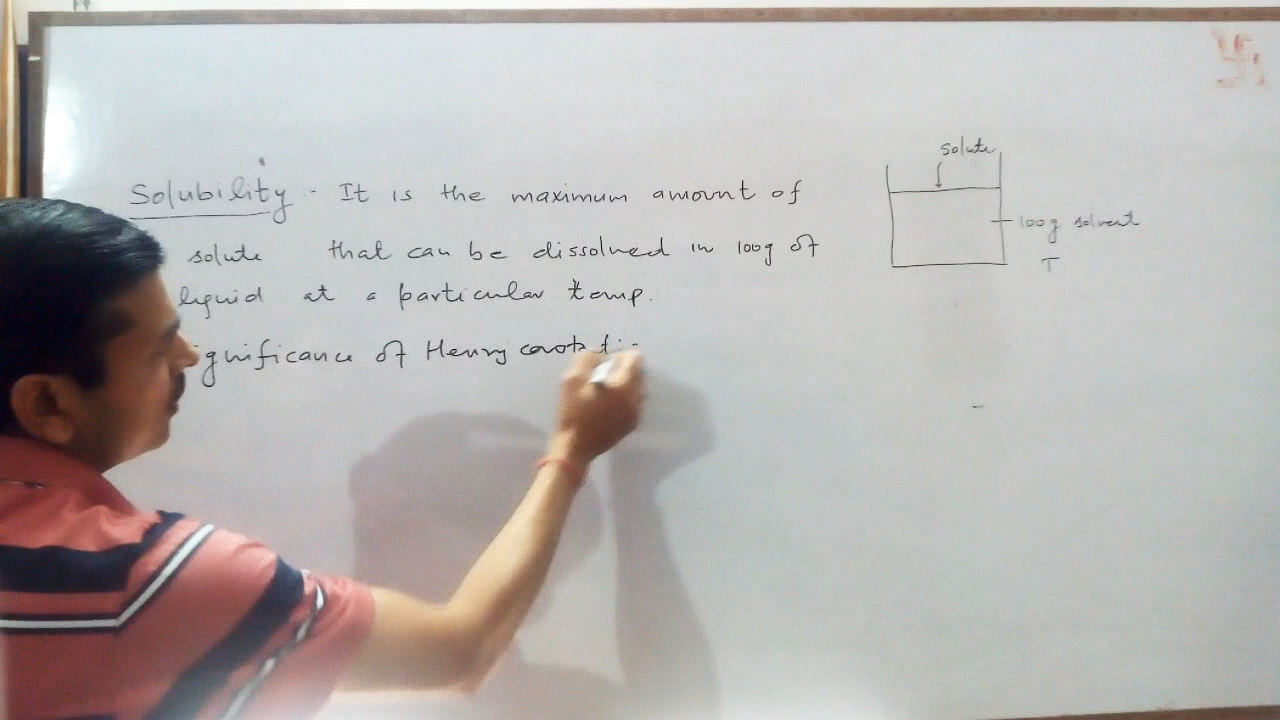 Solubility :- It is the maximum amount of
solute that can be dissolved in 100g of
liquid at a particular temp.
ignificance of Henry
solute
100g solvent
T